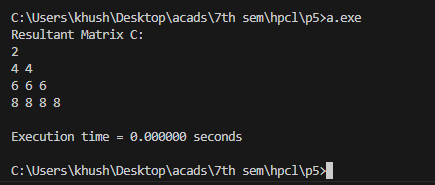 C:\Users\khush\Desktop\acads\7th sem\hpcl\p5>a.exe
Resultant Matrix C:
2
4 4
6 6 6
8 8 8 8
Execution time = 0.000000 seconds
C:\Users\khush\Desktop\acads\7th sem\hpcl\p5>